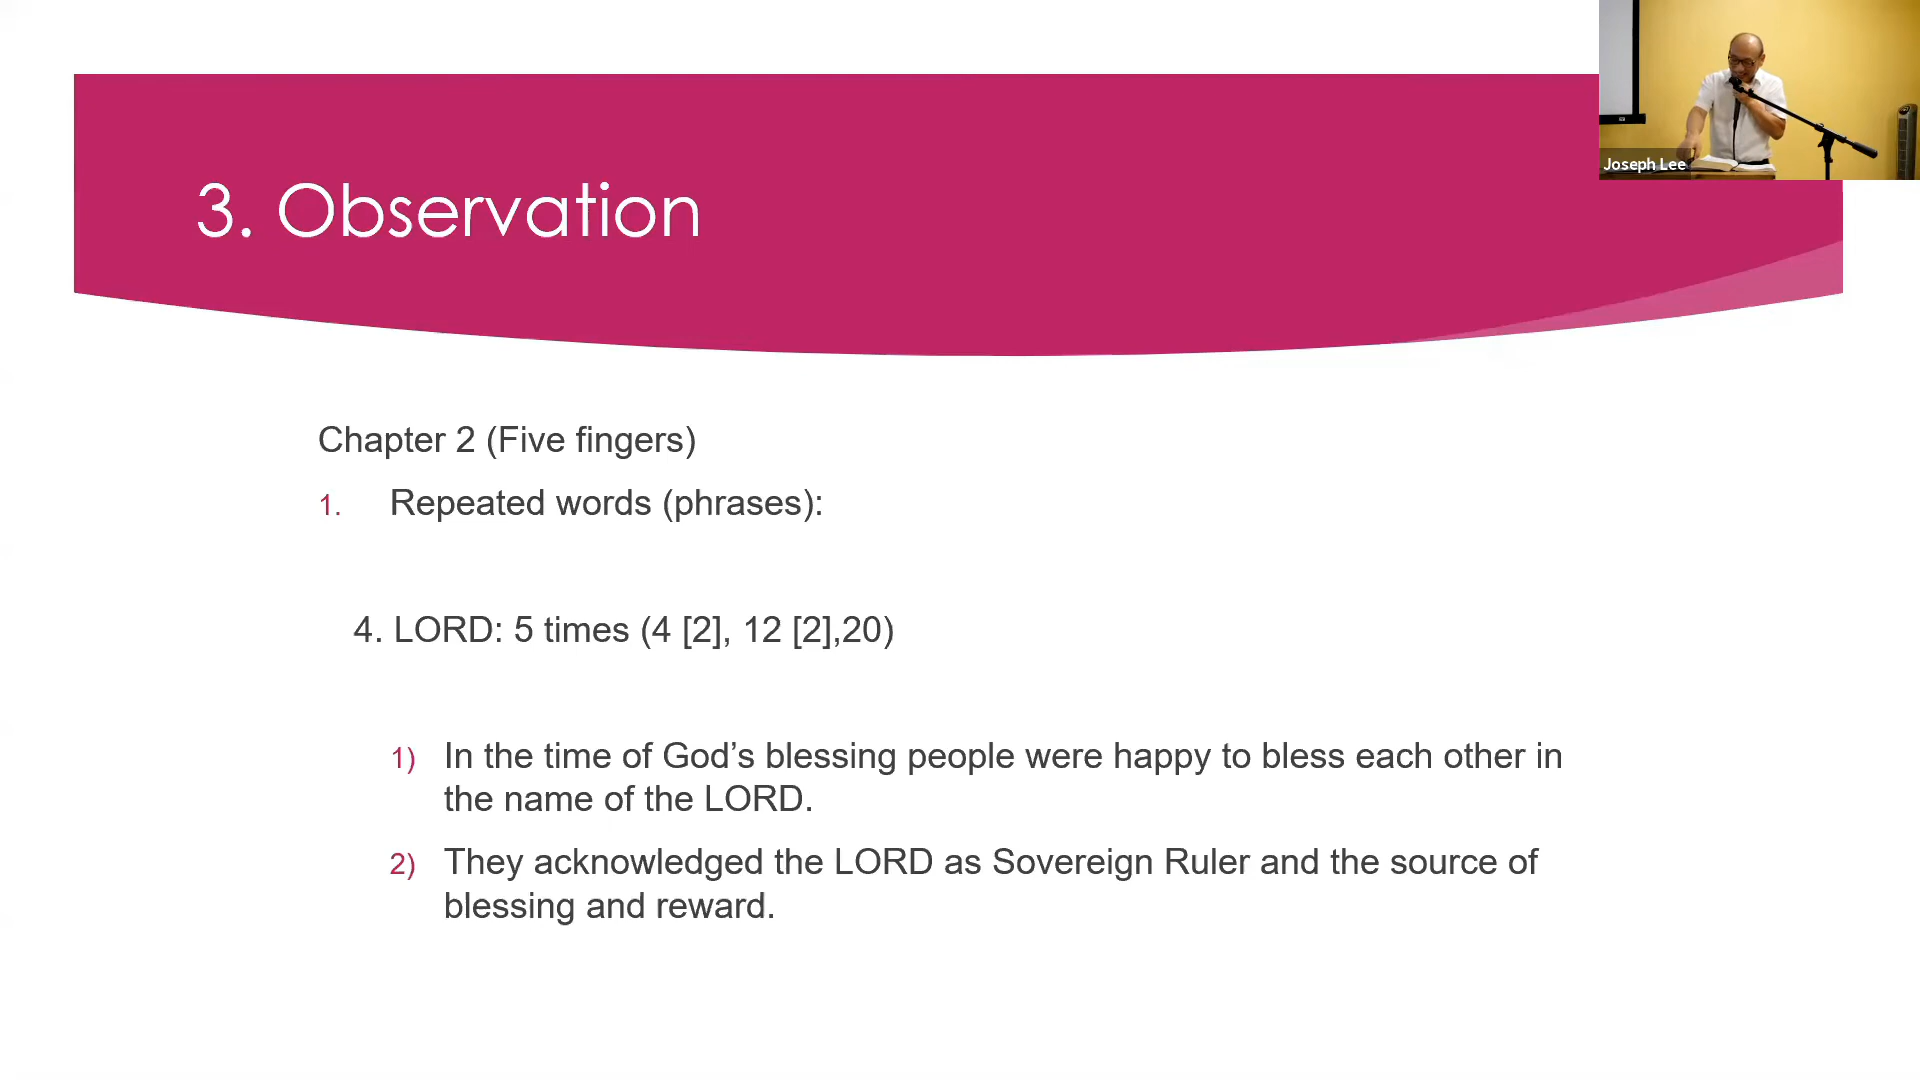 Joseph Lee
3. Observation
Chapter 2 (Five fingers)
1. Repeated words (phrases):
4. LORD: 5 times (4 [2], 12 [2],20)
1) In the time of God’s blessing people were happy to bless each other in
the name of the LORD.
2) They acknowledged the LORD as Sovereign Ruler and the source of
blessing and reward.